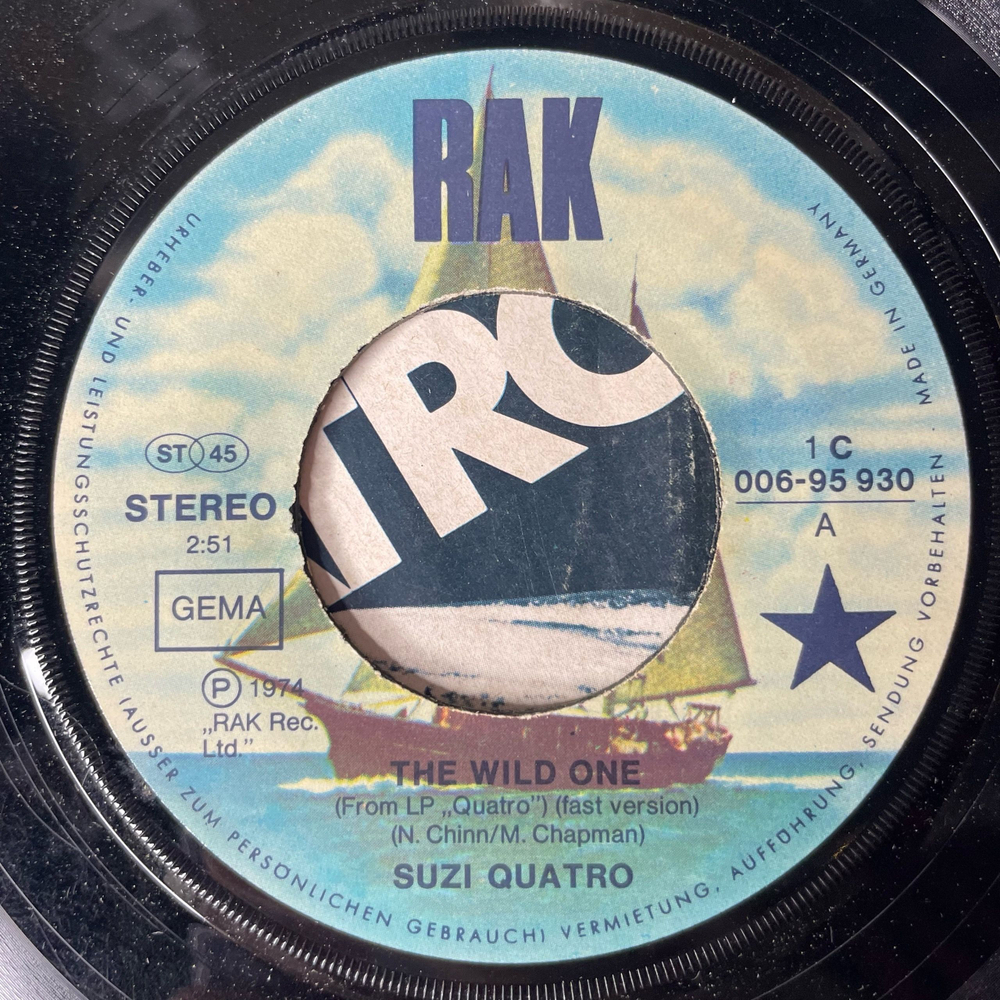 RAK
URHEBER- UND LEISTUNGSSCHUTZRECHTE (AUSSER ZUM PERSÖNLICHEN GEBRAUCH) VERMIETUNG, AUFFÜHRUNG, SENDUNG VORBEHALTEN MADE IN GERMANY
TRO
ST 45
STEREO
2:51
GEMA
Ⓟ 1974
„RAK Rec.
Ltd.”
1 C
006-95 930
A
THE WILD ONE
(From LP „Quatro”) (fast version)
(N. Chinn/M. Chapman)
SUZI QUATRO